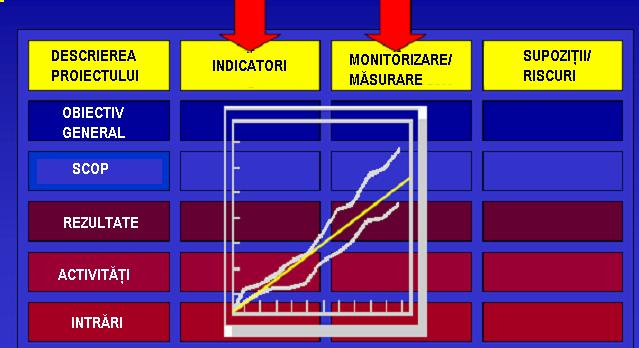 DESCRIEREA
PROIECTULUI
INDICATORI
MONITORIZARE/
MĂSURARE
SUPOZIȚII/
RISCURI
OBIECTIV
GENERAL
SCOP
REZULTATE
ACTIVITĂȚI
INTRĂRI